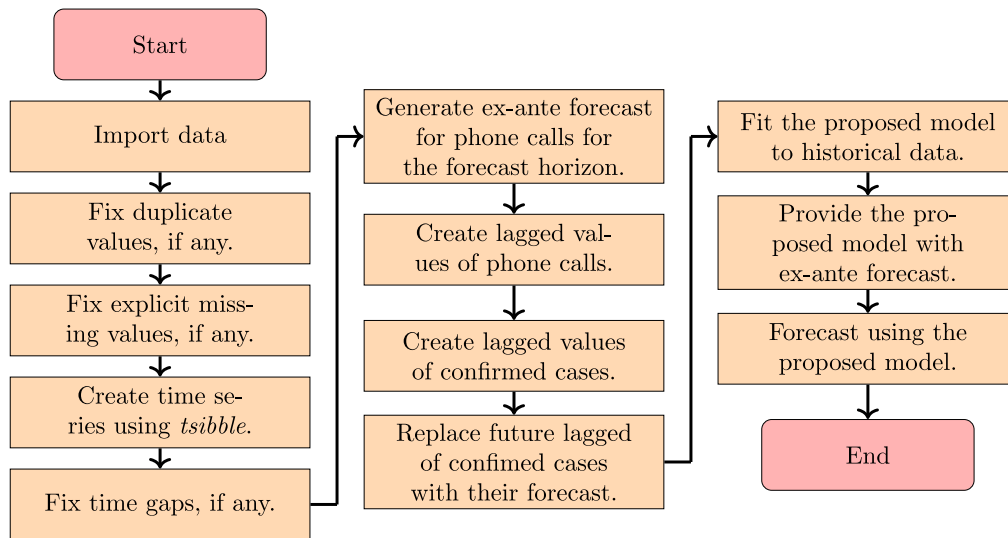 Start
Import data
Fix duplicate
values, if any.
Fix explicit miss-
ing values, if any.
Create time se-
ries using tsibble.
Fix time gaps, if any.
Generate ex-ante forecast
for phone calls for
the forecast horizon.
Create lagged val-
ues of phone calls.
Create lagged values
of confirmed cases.
Replace future lagged
of confimed cases
with their forecast.
Fit the proposed model
to historical data.
Provide the pro-
posed model with
ex-ante forecast.
Forecast using the
proposed model.
End